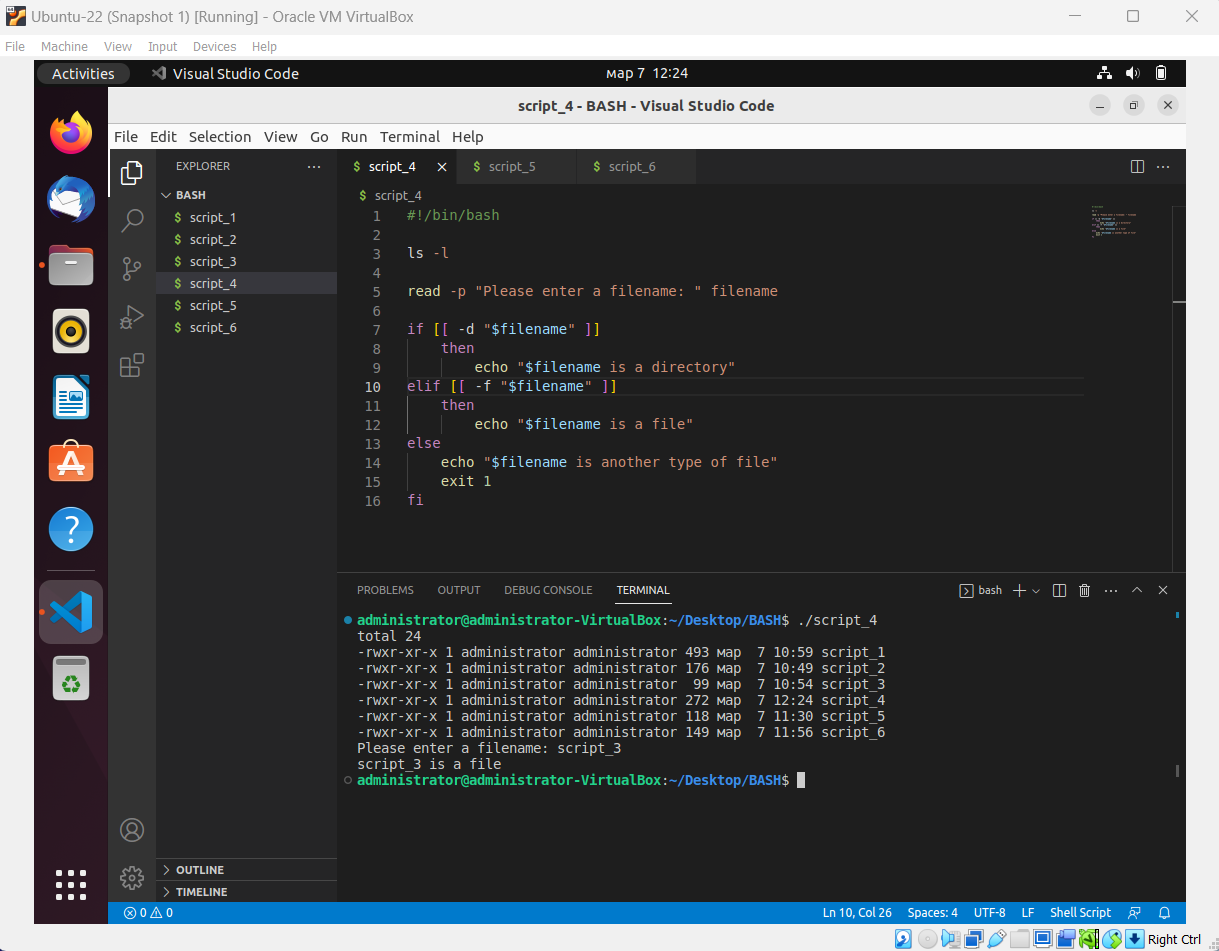 Ubuntu-22 (Snapshot 1) [Running] - Oracle VM VirtualBox
File Machine View Input Devices Help
Activities Visual Studio Code мар 7 12:24
script_4 - BASH - Visual Studio Code
File Edit Selection View Go Run Terminal Help
EXPLORER
BASH
$ script_1
$ script_2
$ script_3
$ script_4
$ script_5
$ script_6
OUTLINE
TIMELINE
$ script_4 $ script_5 $ script_6
$ script_4
1 #!/bin/bash
2
3 ls -l
4
5 read -p "Please enter a filename: " filename
6
7 if [[ -d "$filename" ]]
8 then
9 echo "$filename is a directory"
10 elif [[ -f "$filename" ]]
11 then
12 echo "$filename is a file"
13 else
14 echo "$filename is another type of file"
15 exit 1
16 fi
PROBLEMS OUTPUT DEBUG CONSOLE TERMINAL bash
administrator@administrator-VirtualBox:~/Desktop/BASH$ ./script_4
total 24
-rwxr-xr-x 1 administrator administrator 493 мар  7 10:59 script_1
-rwxr-xr-x 1 administrator administrator 176 мар  7 10:49 script_2
-rwxr-xr-x 1 administrator administrator  99 мар  7 10:54 script_3
-rwxr-xr-x 1 administrator administrator 272 мар  7 12:24 script_4
-rwxr-xr-x 1 administrator administrator 118 мар  7 11:30 script_5
-rwxr-xr-x 1 administrator administrator 149 мар  7 11:56 script_6
Please enter a filename: script_3
script_3 is a file
administrator@administrator-VirtualBox:~/Desktop/BASH$
0 0 Ln 10, Col 26 Spaces: 4 UTF-8 LF Shell Script
Right Ctrl